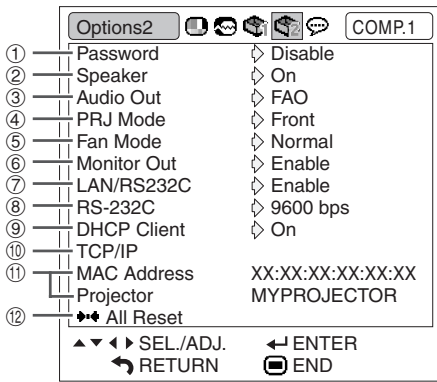 Options2 COMP.1
① Password Disable
② Speaker On
③ Audio Out FAO
④ PRJ Mode Front
⑤ Fan Mode Normal
⑥ Monitor Out Enable
⑦ LAN/RS232C Enable
⑧ RS-232C 9600 bps
⑨ DHCP Client On
⑩ TCP/IP
⑪ MAC Address XX:XX:XX:XX:XX:XX
Projector MYPROJECTOR
⑫ All Reset
SEL./ADJ. ENTER
RETURN END